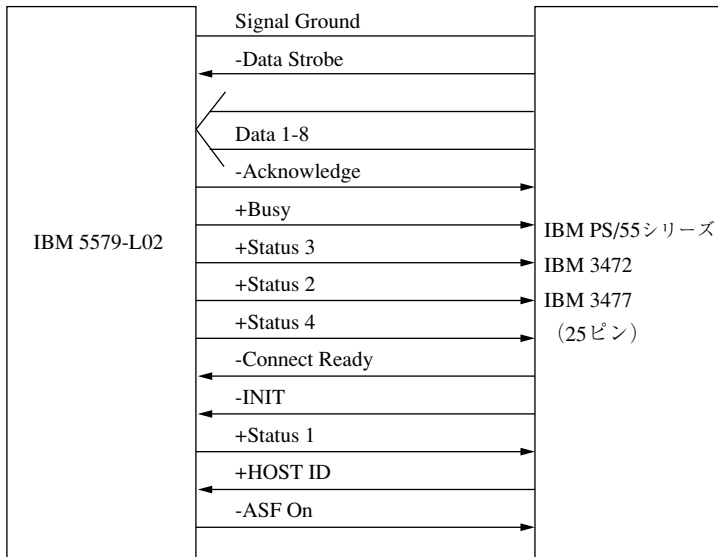 Signal Ground
-Data Strobe
Data 1-8
-Acknowledge
+Busy
+Status 3
+Status 2
+Status 4
-Connect Ready
-INIT
+Status 1
+HOST ID
-ASF On
IBM 5579-L02
IBM PS/55シリーズ
IBM 3472
IBM 3477
（25ピン）